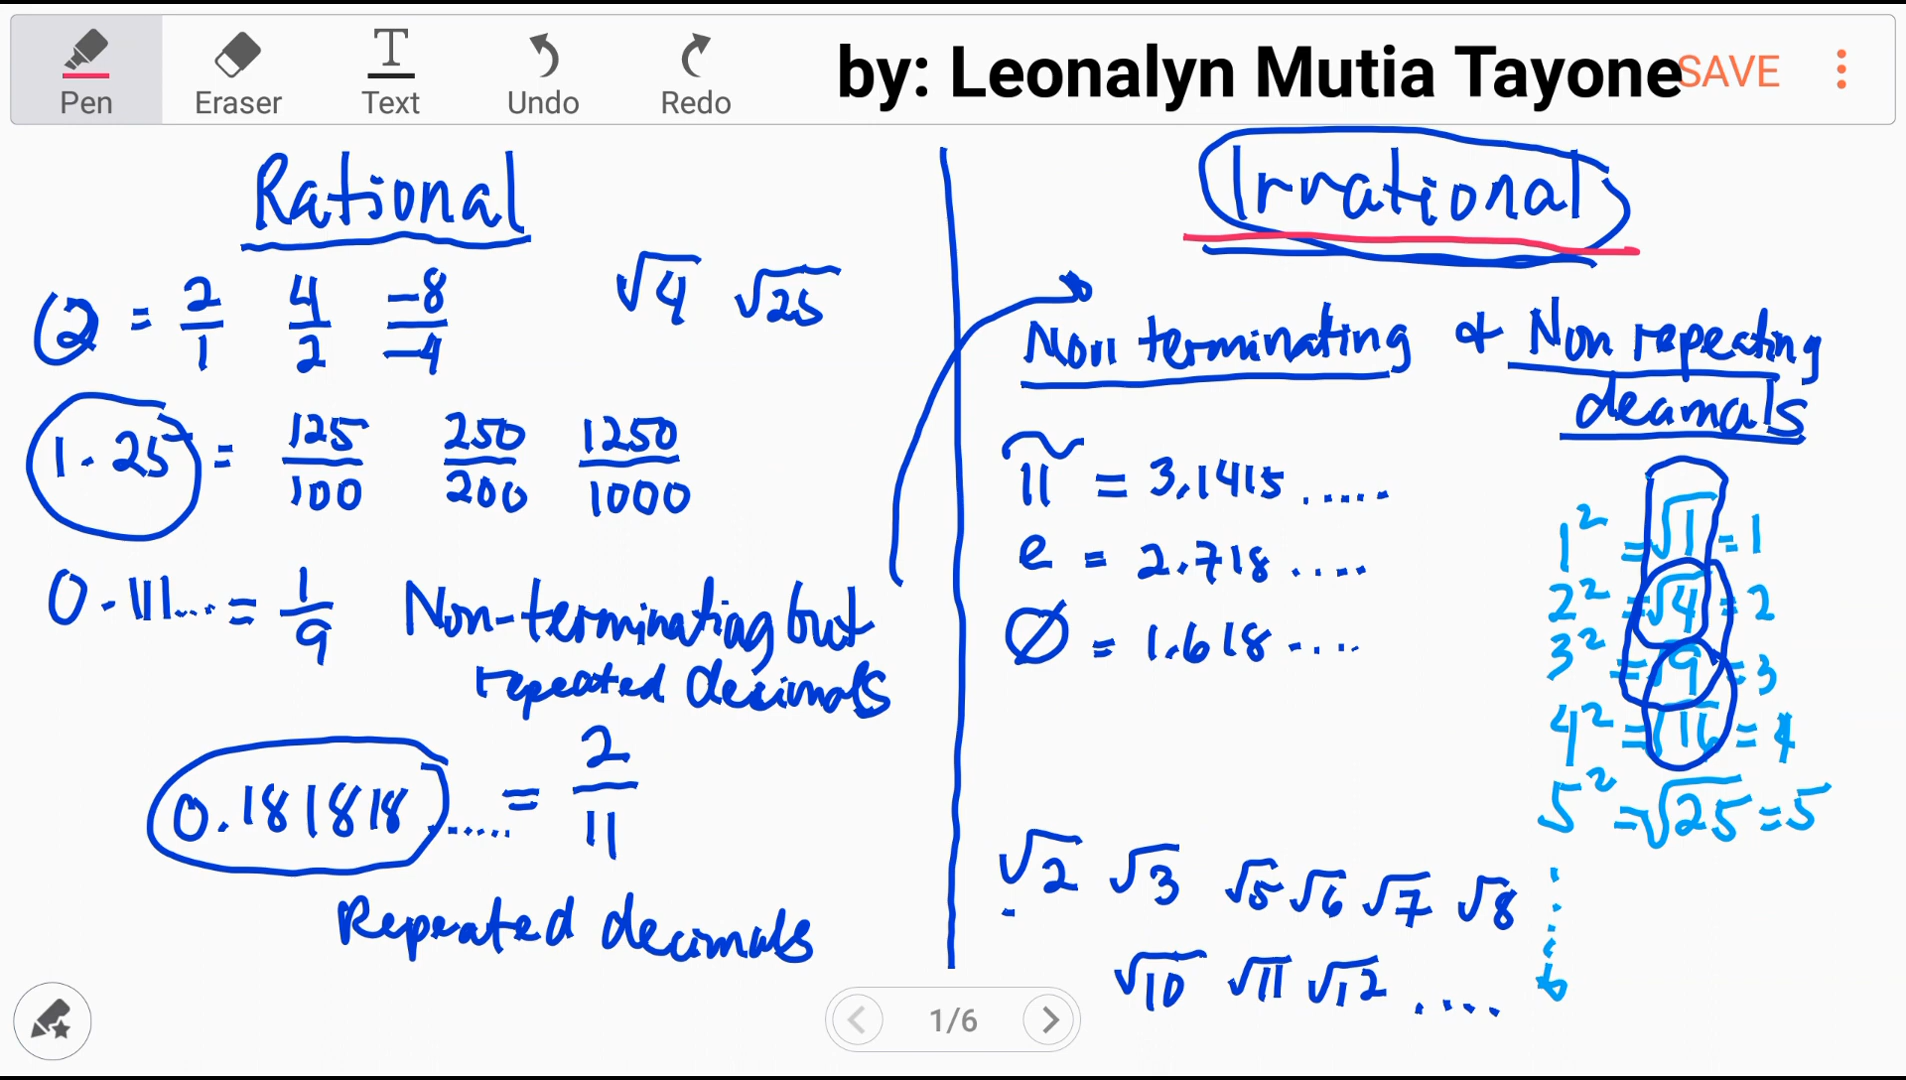 Pen Eraser Text Undo Redo by: Leonalyn Mutia Tayone SAVE
Rational
2 = 2/1 4/2 -8/-4 √4 √25
1.25 = 125/100 250/200 1250/1000
0.111... = 1/9 Non-terminating but
repeated decimals
0.181818...... = 2/11
Repeated decimals
Irrational
Non terminating & Non repeating
decimals
π = 3.1415.....
e = 2.718....
Ø = 1.618....
1² = √1 = 1
2² = √4 = 2
3² = √9 = 3
4² = √16 = 4
5² = √25 = 5
√2 √3 √5 √6 √7 √8
√10 √11 √12 ....
1/6